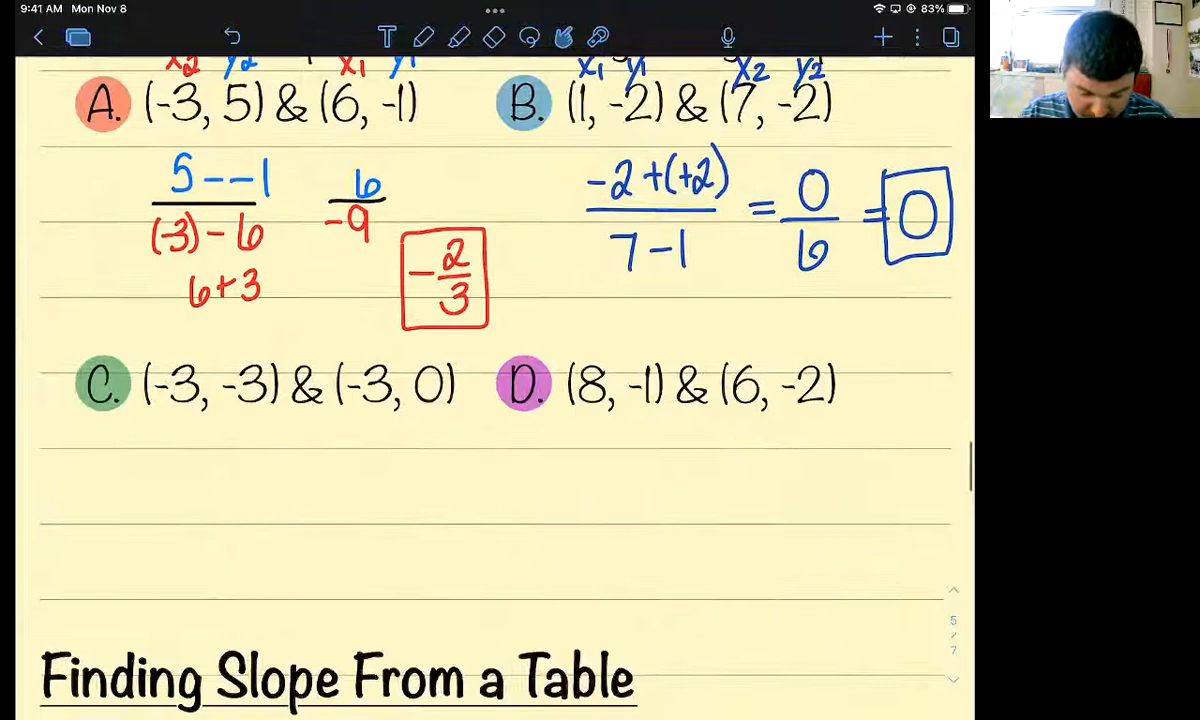 9:41 AM Mon Nov 8
83%
x2 y2 x1 y1
x1 y1 x2 y2
A. (-3, 5) & (6, -1)
B. (1, -2) & (7, -2)
5 - -1
(-3) - 6
6 + 3
6
-9
- 2
3
-2 + (+2)
7 - 1
= 0
6
= 0
C. (-3, -3) & (-3, 0)
D. (8, -1) & (6, -2)
5
/
7
Finding Slope From a Table